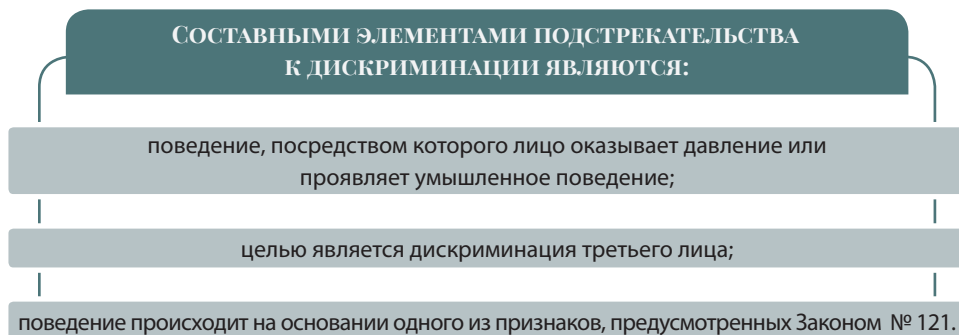 Составными элементами подстрекательства
к дискриминации являются:
поведение, посредством которого лицо оказывает давление или
проявляет умышленное поведение;
целью является дискриминация третьего лица;
поведение происходит на основании одного из признаков, предусмотренных Законом № 121.